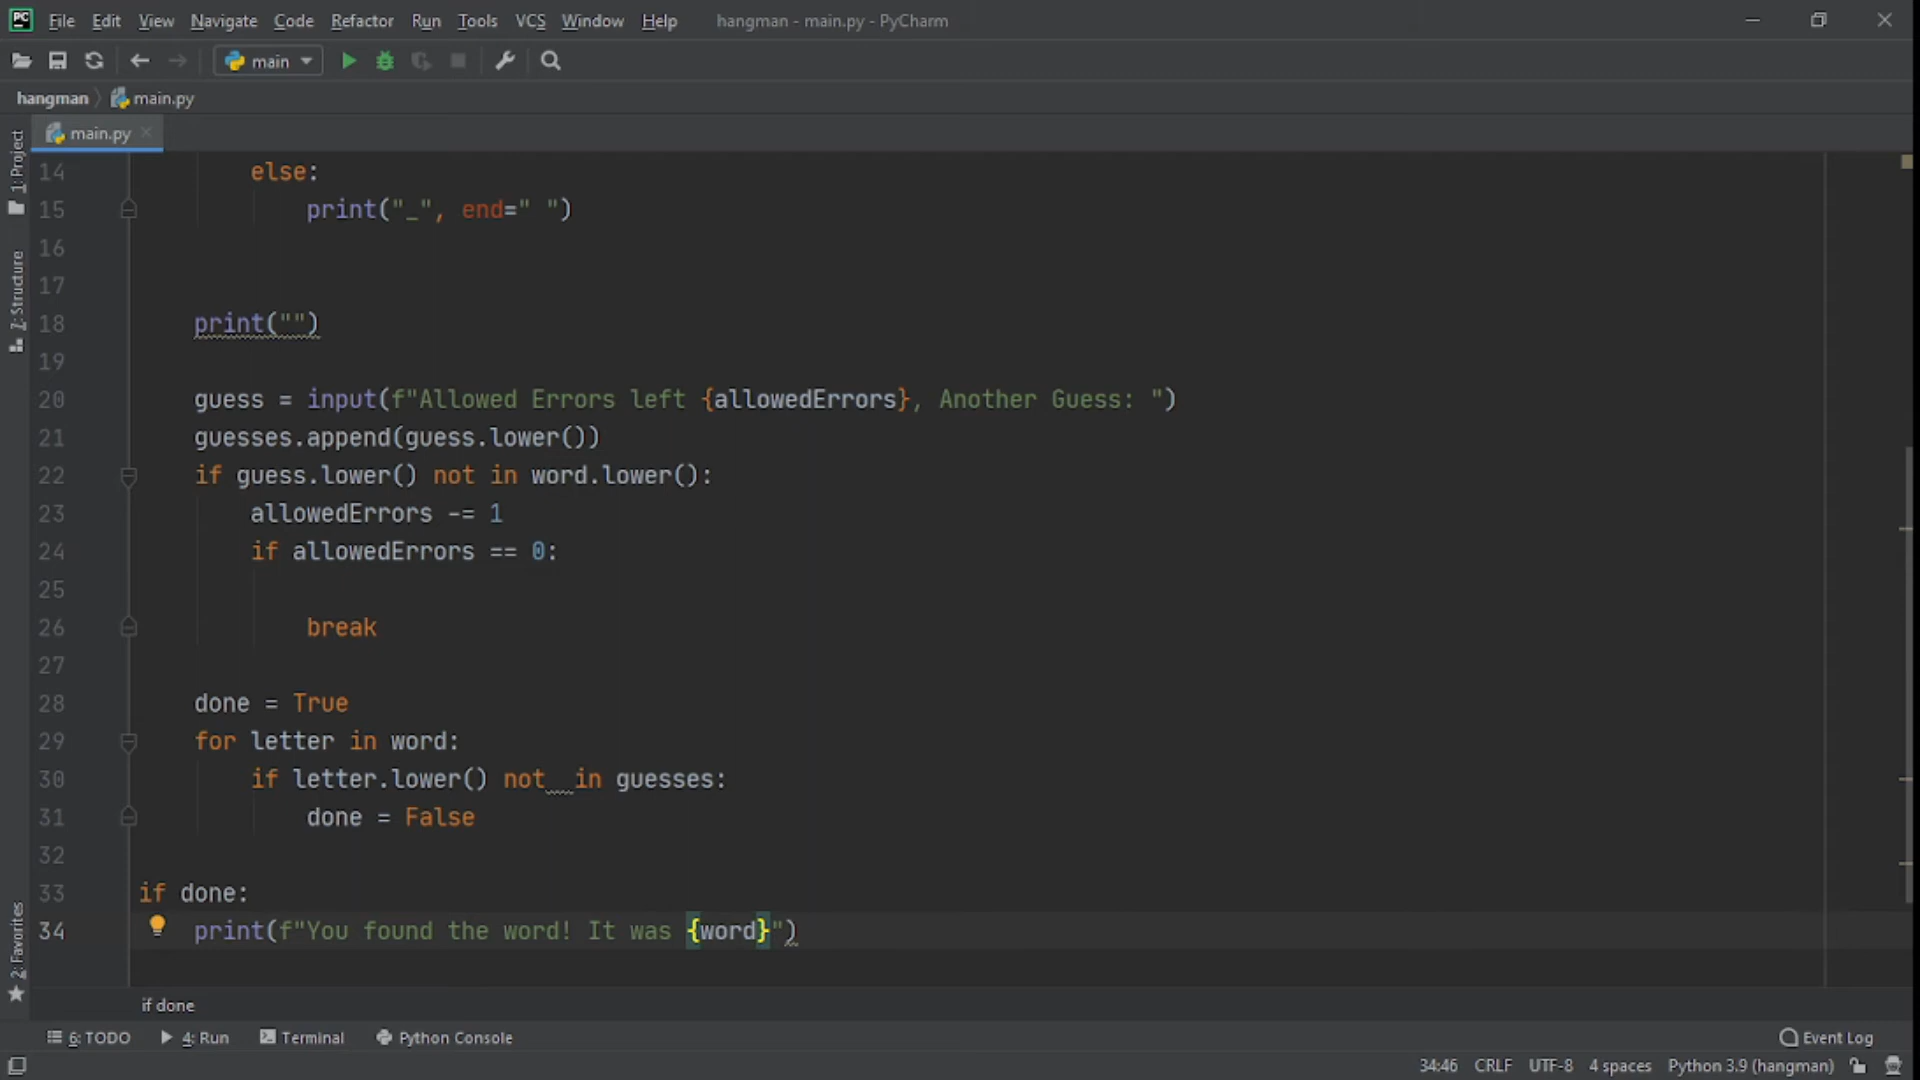 PC File Edit View Navigate Code Refactor Run Tools VCS Window Help hangman - main.py - PyCharm
main
hangman main.py
main.py
1: Project
7: Structure
2: Favorites
14 else:
15 print("_", end=" ")
16
17
18 print("")
19
20 guess = input(f"Allowed Errors left {allowedErrors}, Another Guess: ")
21 guesses.append(guess.lower())
22 if guess.lower() not in word.lower():
23 allowedErrors -= 1
24 if allowedErrors == 0:
25
26 break
27
28 done = True
29 for letter in word:
30 if letter.lower() not  in guesses:
31 done = False
32
33 if done:
34 print(f"You found the word! It was {word}")
if done
6: TODO 4: Run Terminal Python Console Event Log
34:46 CRLF UTF-8 4 spaces Python 3.9 (hangman)